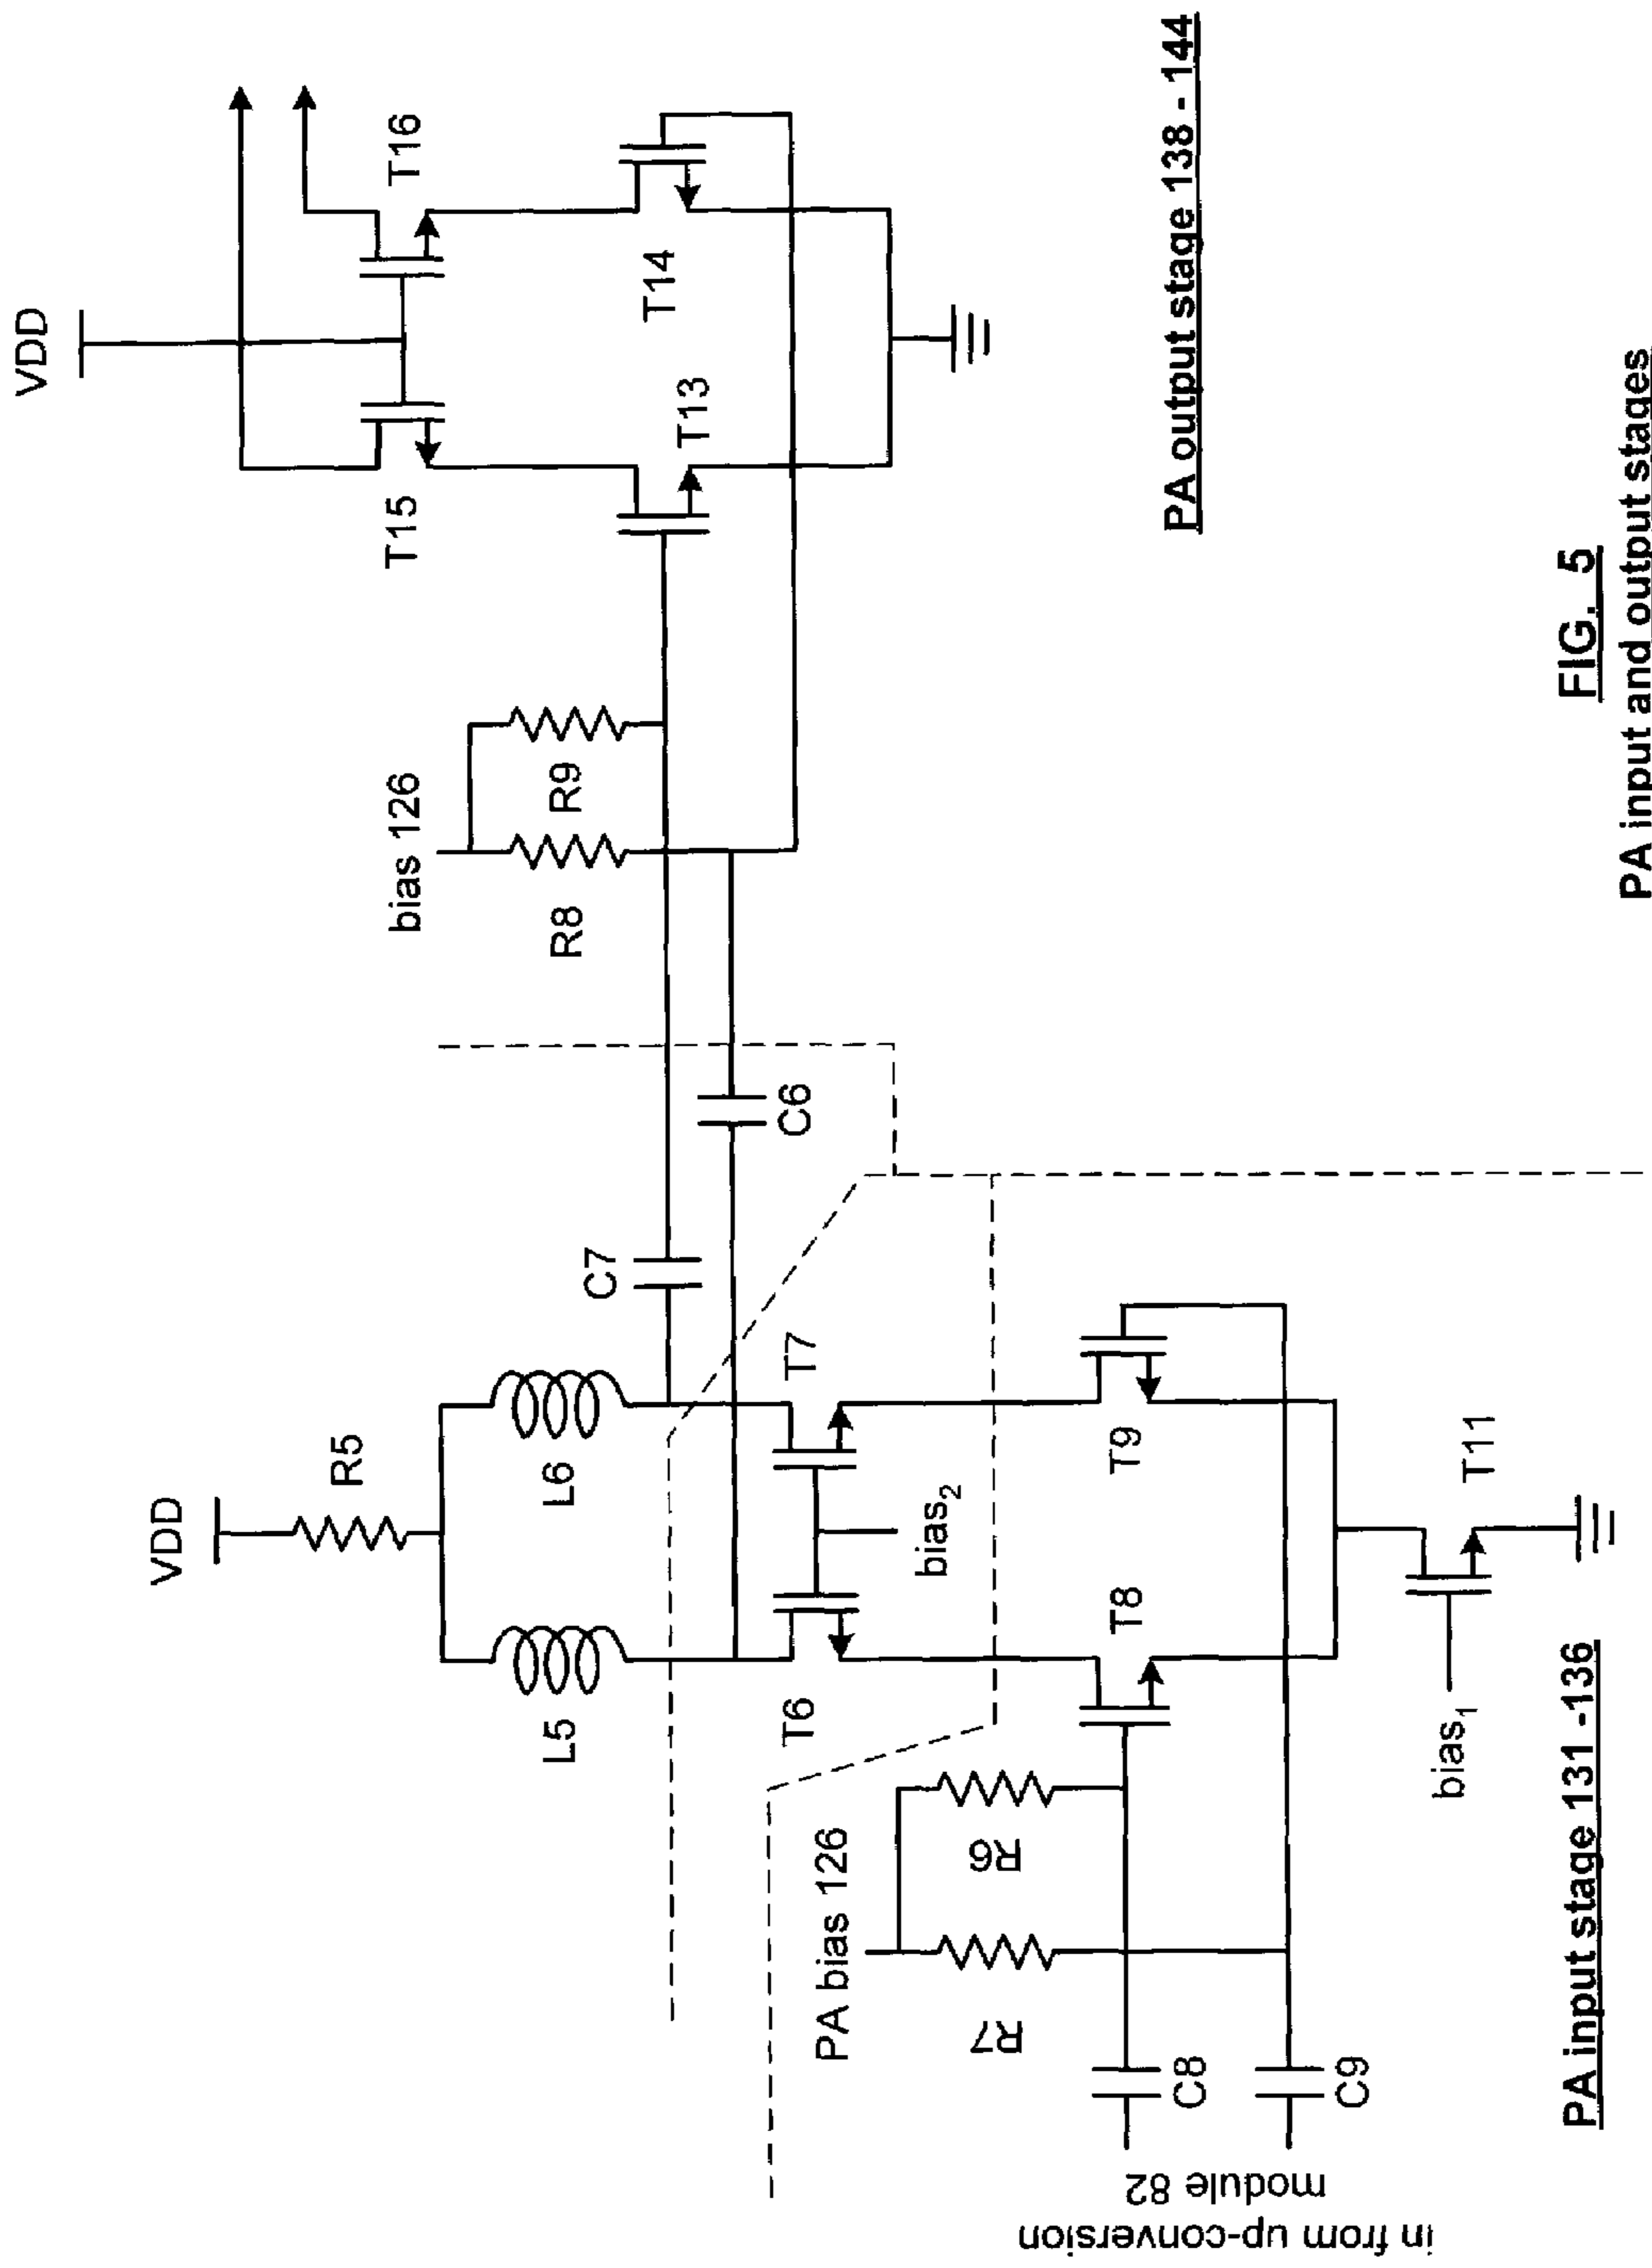 VDD
R5
L5
L6
C7
C6
T6
T7
bias₂
PA bias 126
R7
R6
T8
T9
C8
C9
in from up-conversion
module 82
bias₁
T11
PA input stage 131 -136
VDD
T15
T16
bias 126
R8
R9
T13
T14
PA output stage 138 - 144
FIG. 5
PA input and output stages